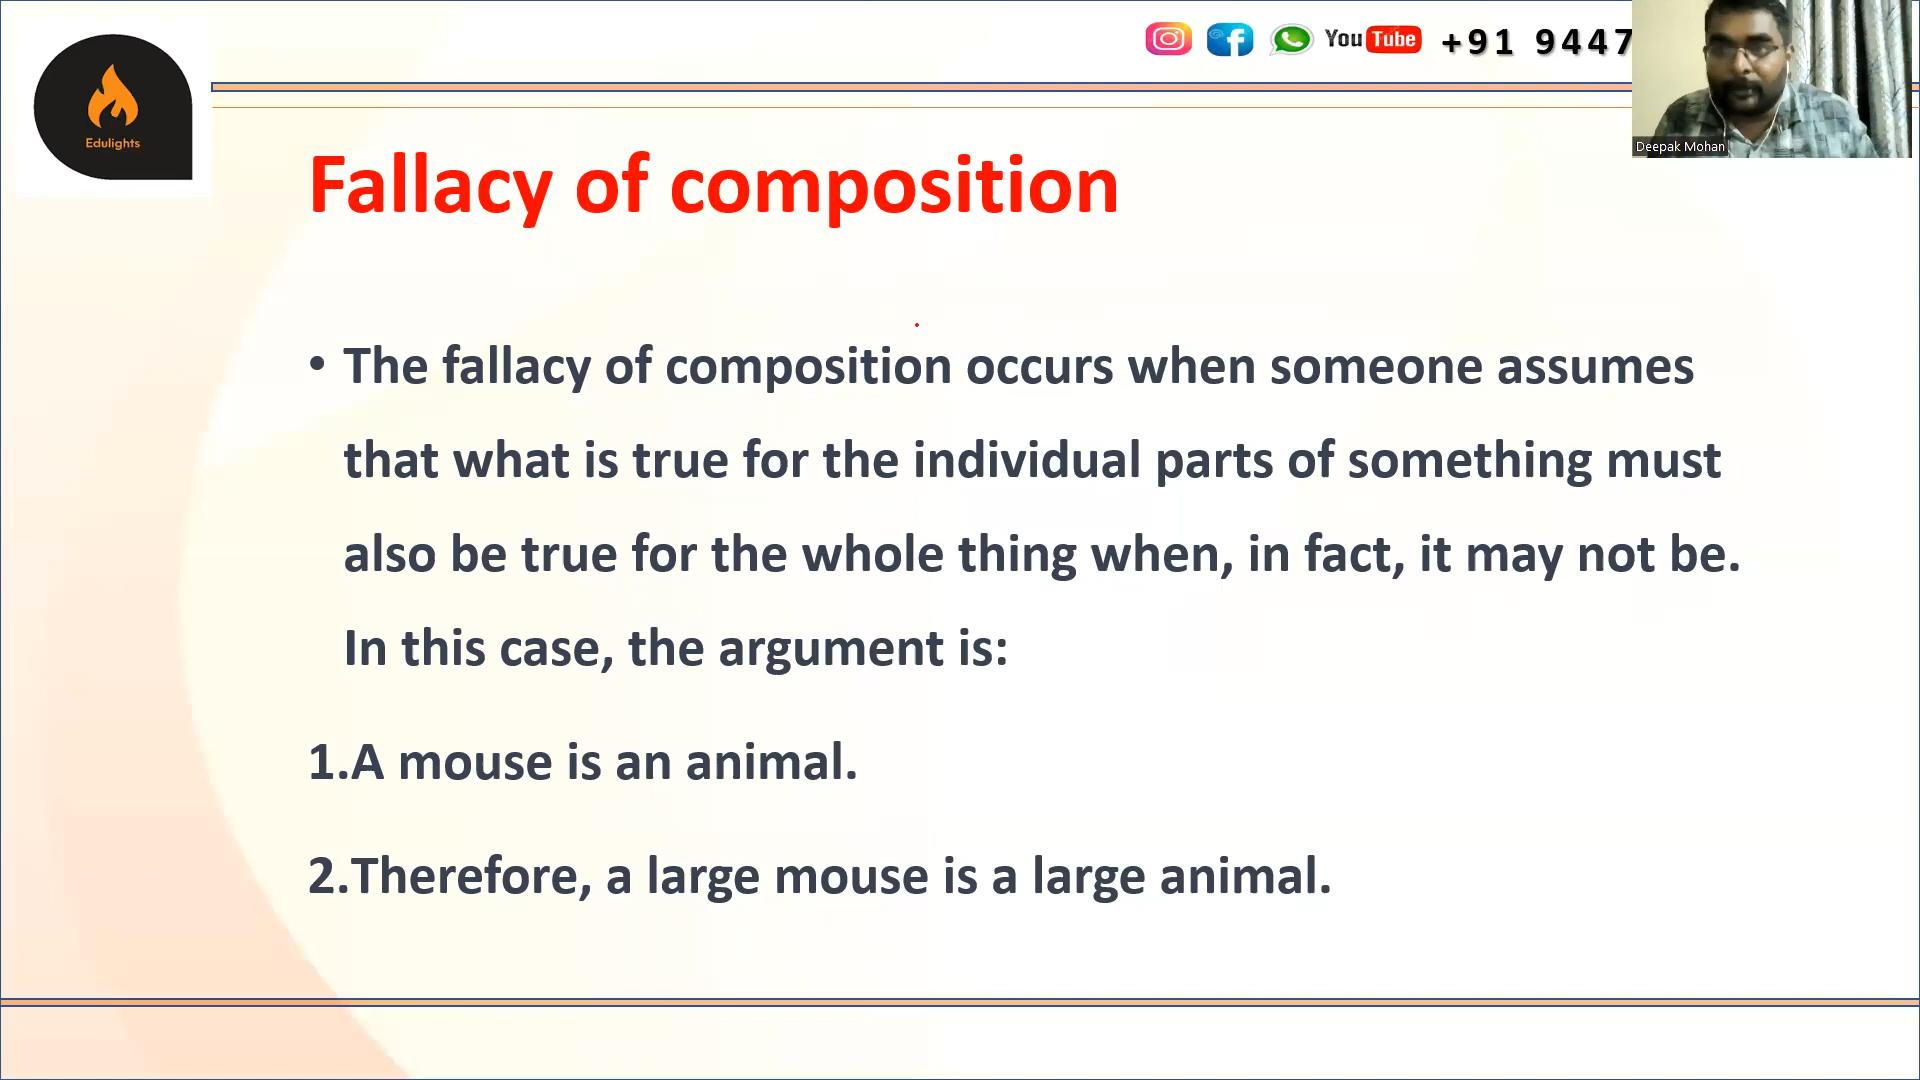 Edulights
You Tube +91 9447
Deepak Mohan
Fallacy of composition
• The fallacy of composition occurs when someone assumes
that what is true for the individual parts of something must
also be true for the whole thing when, in fact, it may not be.
In this case, the argument is:
1.A mouse is an animal.
2.Therefore, a large mouse is a large animal.